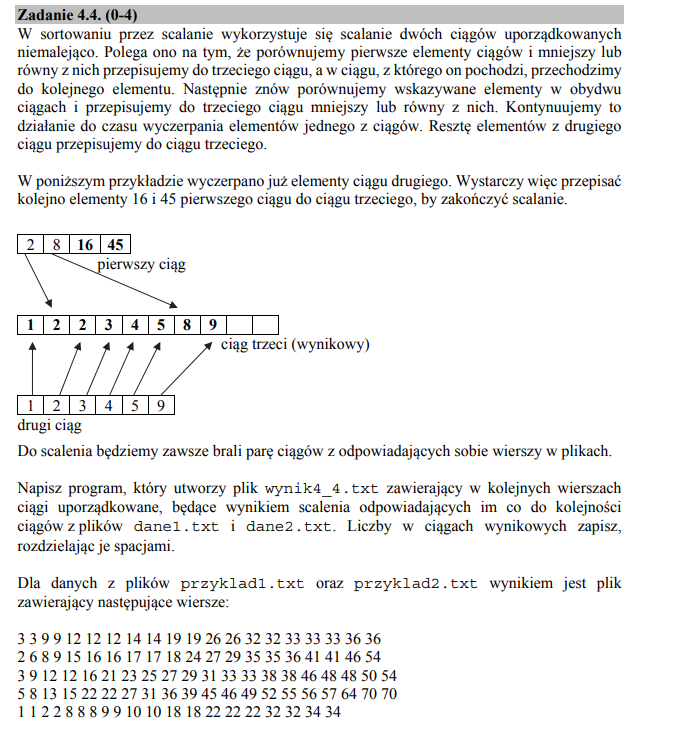 Zadanie 4.4. (0-4)
W sortowaniu przez scalanie wykorzystuje się scalanie dwóch ciągów uporządkowanych
niemalejąco. Polega ono na tym, że porównujemy pierwsze elementy ciągów i mniejszy lub
równy z nich przepisujemy do trzeciego ciągu, a w ciągu, z którego on pochodzi, przechodzimy
do kolejnego elementu. Następnie znów porównujemy wskazywane elementy w obydwu
ciągach i przepisujemy do trzeciego ciągu mniejszy lub równy z nich. Kontynuujemy to
działanie do czasu wyczerpania elementów jednego z ciągów. Resztę elementów z drugiego
ciągu przepisujemy do ciągu trzeciego.
W poniższym przykładzie wyczerpano już elementy ciągu drugiego. Wystarczy więc przepisać
kolejno elementy 16 i 45 pierwszego ciągu do ciągu trzeciego, by zakończyć scalanie.
2 8 16 45
pierwszy ciąg
1 2 2 3 4 5 8 9
ciąg trzeci (wynikowy)
1 2 3 4 5 9
drugi ciąg
Do scalenia będziemy zawsze brali parę ciągów z odpowiadających sobie wierszy w plikach.
Napisz program, który utworzy plik wynik4_4.txt zawierający w kolejnych wierszach
ciągi uporządkowane, będące wynikiem scalenia odpowiadających im co do kolejności
ciągów z plików dane1.txt i dane2.txt. Liczby w ciągach wynikowych zapisz,
rozdzielając je spacjami.
Dla danych z plików przyklad1.txt oraz przyklad2.txt wynikiem jest plik
zawierający następujące wiersze:
3 3 9 9 12 12 12 14 14 19 19 26 26 32 32 33 33 33 36 36
2 6 8 9 15 16 16 17 17 18 24 27 29 35 35 36 41 41 46 54
3 9 12 12 16 21 23 25 27 29 31 33 33 38 38 46 48 48 50 54
5 8 13 15 22 22 27 31 36 39 45 46 49 52 55 56 57 64 70 70
1 1 2 2 8 8 8 9 9 10 10 18 18 22 22 22 32 32 34 34